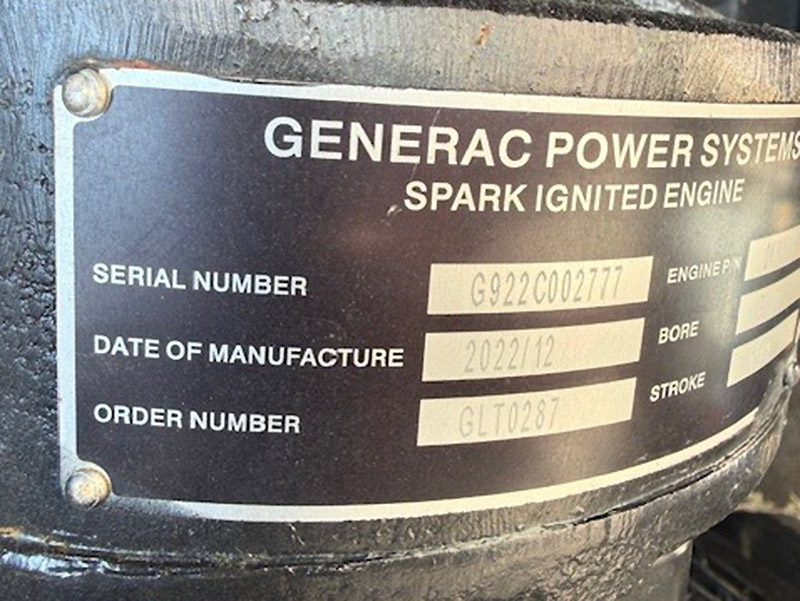 GENERAC POWER SYSTEMS
SPARK IGNITED ENGINE
SERIAL NUMBER G922C002777 ENGINE P/N
DATE OF MANUFACTURE 2022/12 BORE
ORDER NUMBER GLT0287 STROKE